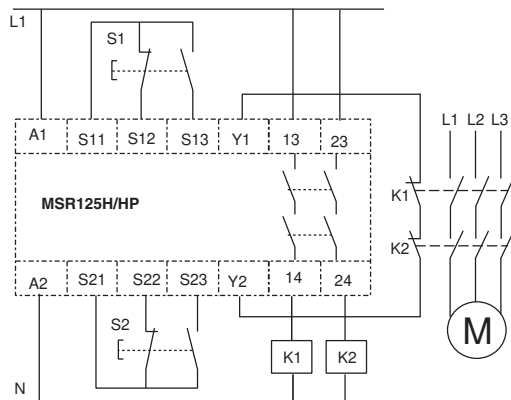 L1
S1
A1 S11 S12 S13 Y1 13 23
L1 L2 L3
MSR125H/HP
K1
K2
A2 S21 S22 S23 Y2 14 24
S2
K1 K2
M
N